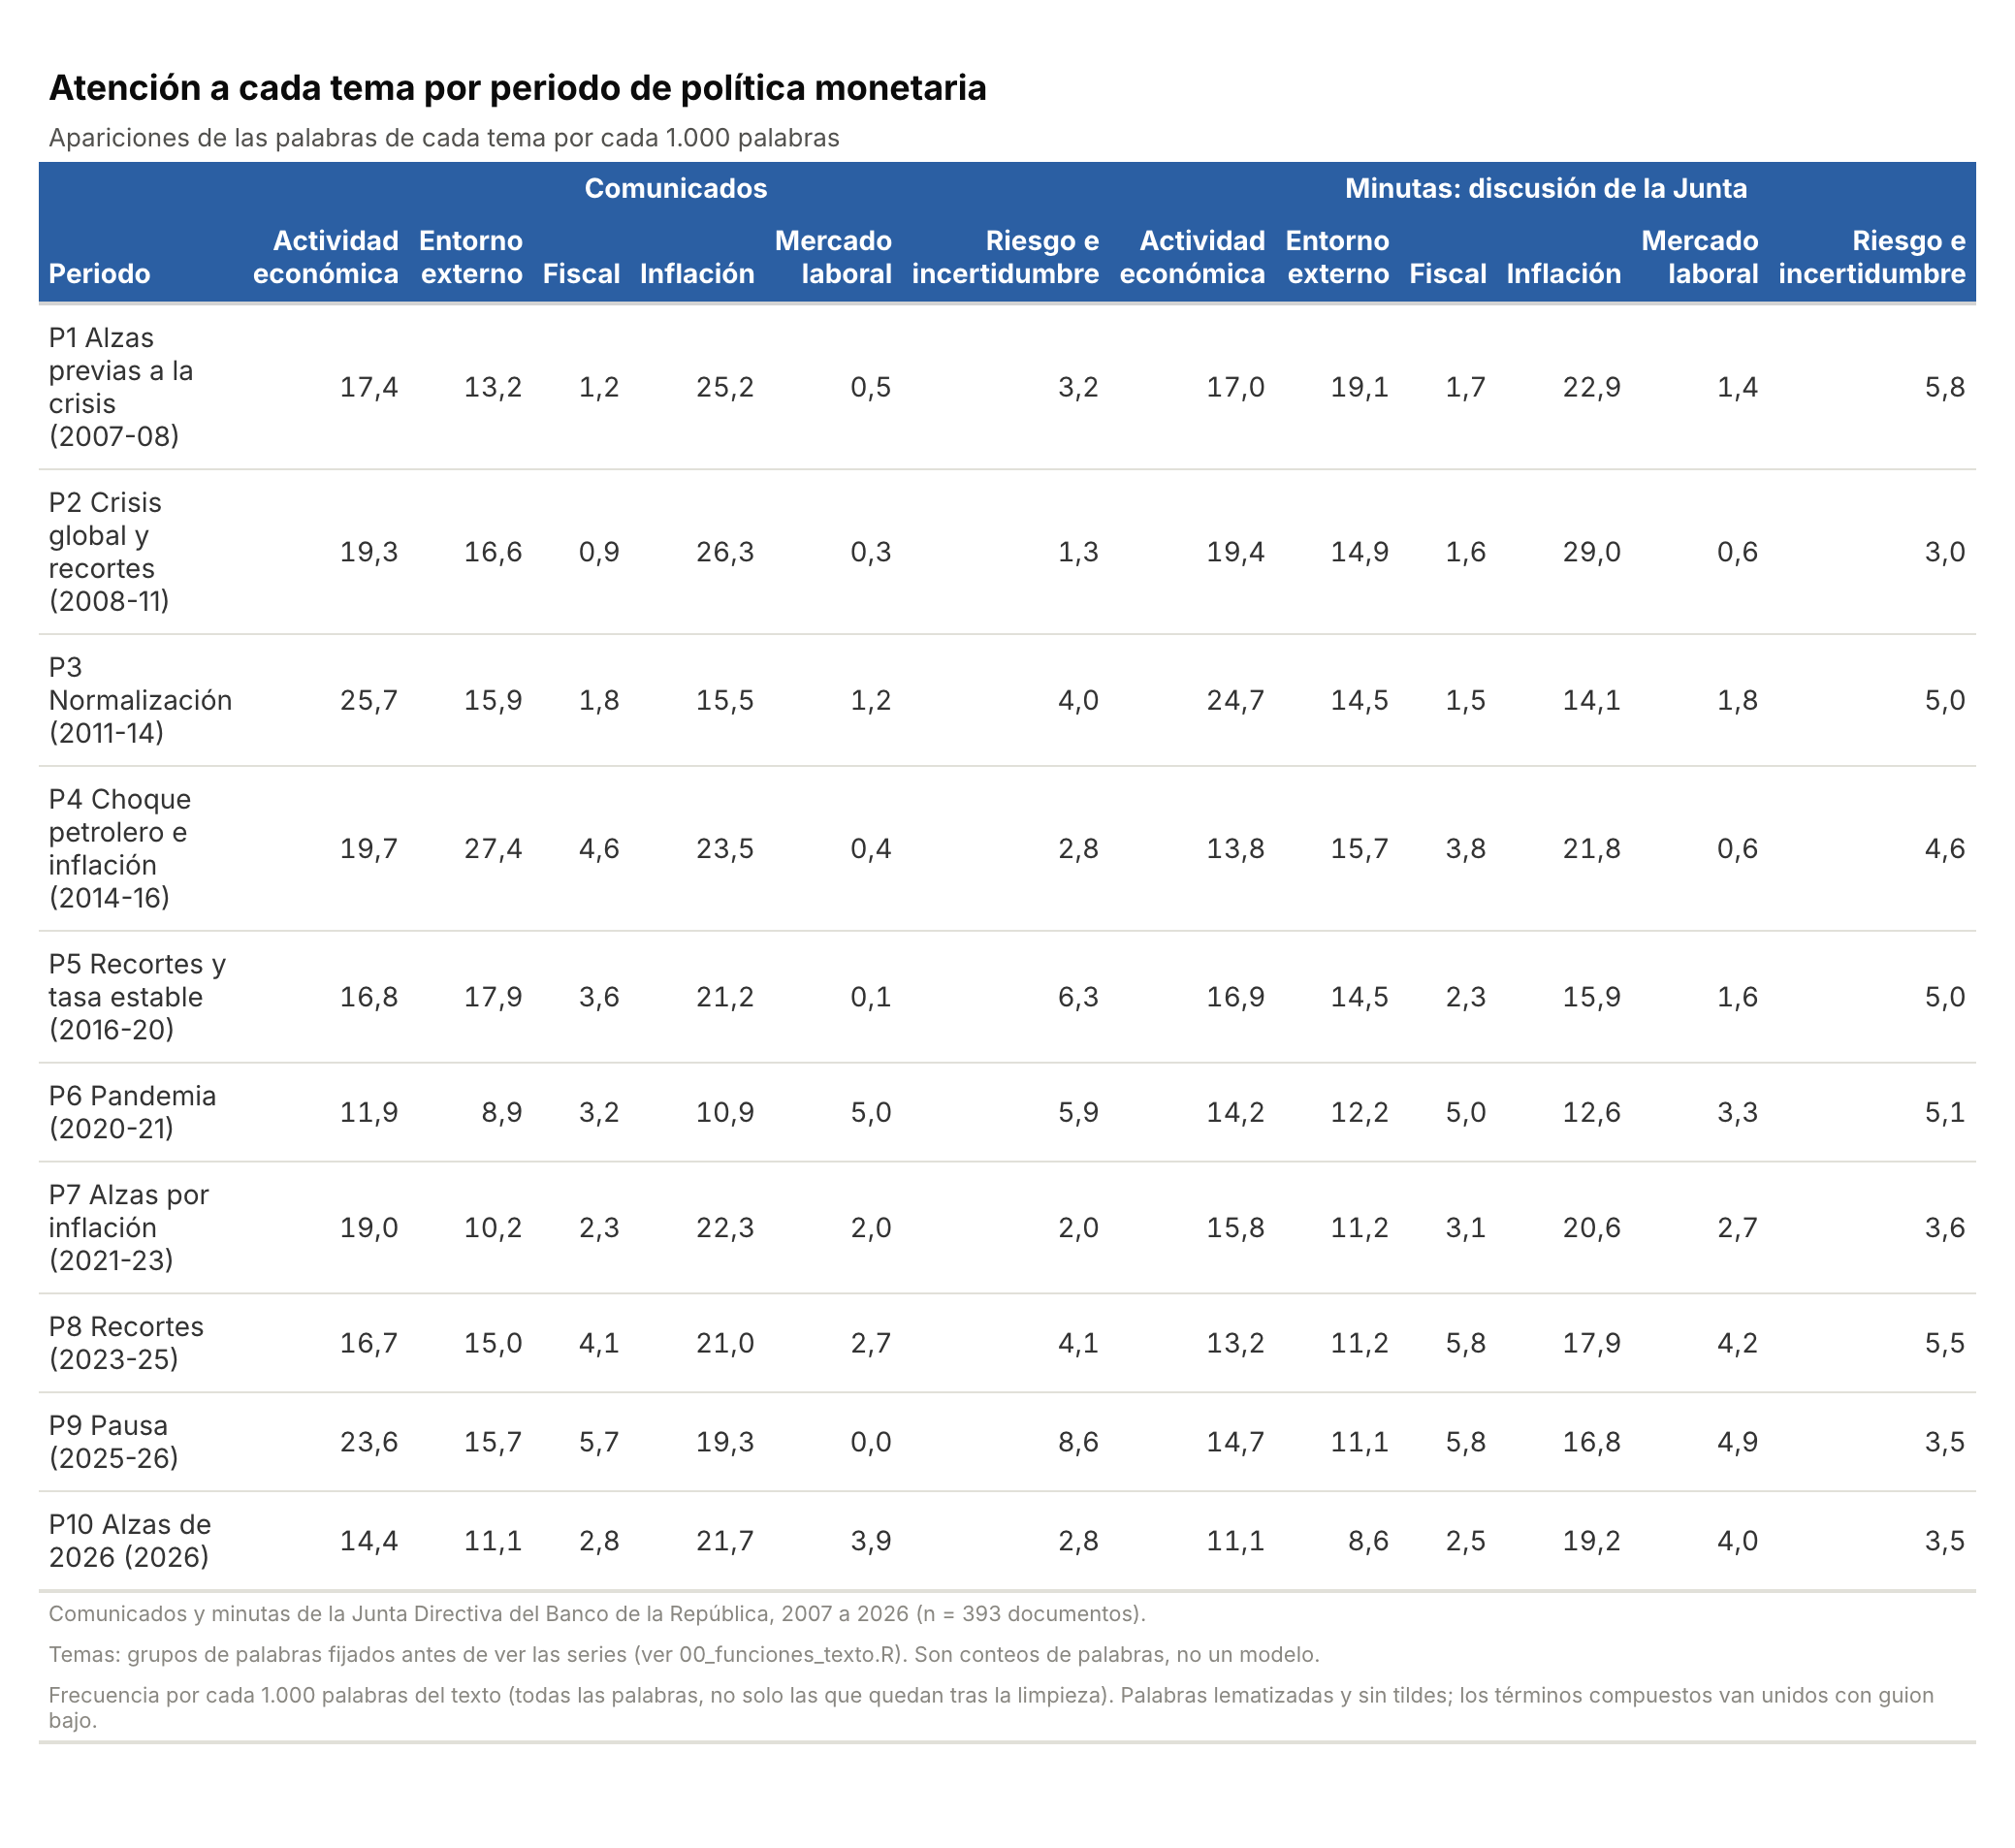 Atención a cada tema por periodo de política monetaria
Apariciones de las palabras de cada tema por cada 1.000 palabras
Comunicados Minutas: discusión de la Junta
Periodo Actividad económica Entorno externo Fiscal Inflación Mercado laboral Riesgo e incertidumbre Actividad económica Entorno externo Fiscal Inflación Mercado laboral Riesgo e incertidumbre
P1 Alzas previas a la crisis (2007-08) 17,4 13,2 1,2 25,2 0,5 3,2 17,0 19,1 1,7 22,9 1,4 5,8
P2 Crisis global y recortes (2008-11) 19,3 16,6 0,9 26,3 0,3 1,3 19,4 14,9 1,6 29,0 0,6 3,0
P3 Normalización (2011-14) 25,7 15,9 1,8 15,5 1,2 4,0 24,7 14,5 1,5 14,1 1,8 5,0
P4 Choque petrolero e inflación (2014-16) 19,7 27,4 4,6 23,5 0,4 2,8 13,8 15,7 3,8 21,8 0,6 4,6
P5 Recortes y tasa estable (2016-20) 16,8 17,9 3,6 21,2 0,1 6,3 16,9 14,5 2,3 15,9 1,6 5,0
P6 Pandemia (2020-21) 11,9 8,9 3,2 10,9 5,0 5,9 14,2 12,2 5,0 12,6 3,3 5,1
P7 Alzas por inflación (2021-23) 19,0 10,2 2,3 22,3 2,0 2,0 15,8 11,2 3,1 20,6 2,7 3,6
P8 Recortes (2023-25) 16,7 15,0 4,1 21,0 2,7 4,1 13,2 11,2 5,8 17,9 4,2 5,5
P9 Pausa (2025-26) 23,6 15,7 5,7 19,3 0,0 8,6 14,7 11,1 5,8 16,8 4,9 3,5
P10 Alzas de 2026 (2026) 14,4 11,1 2,8 21,7 3,9 2,8 11,1 8,6 2,5 19,2 4,0 3,5
Comunicados y minutas de la Junta Directiva del Banco de la República, 2007 a 2026 (n = 393 documentos).
Temas: grupos de palabras fijados antes de ver las series (ver 00_funciones_texto.R). Son conteos de palabras, no un modelo.
Frecuencia por cada 1.000 palabras del texto (todas las palabras, no solo las que quedan tras la limpieza). Palabras lematizadas y sin tildes; los términos compuestos van unidos con guion
bajo.